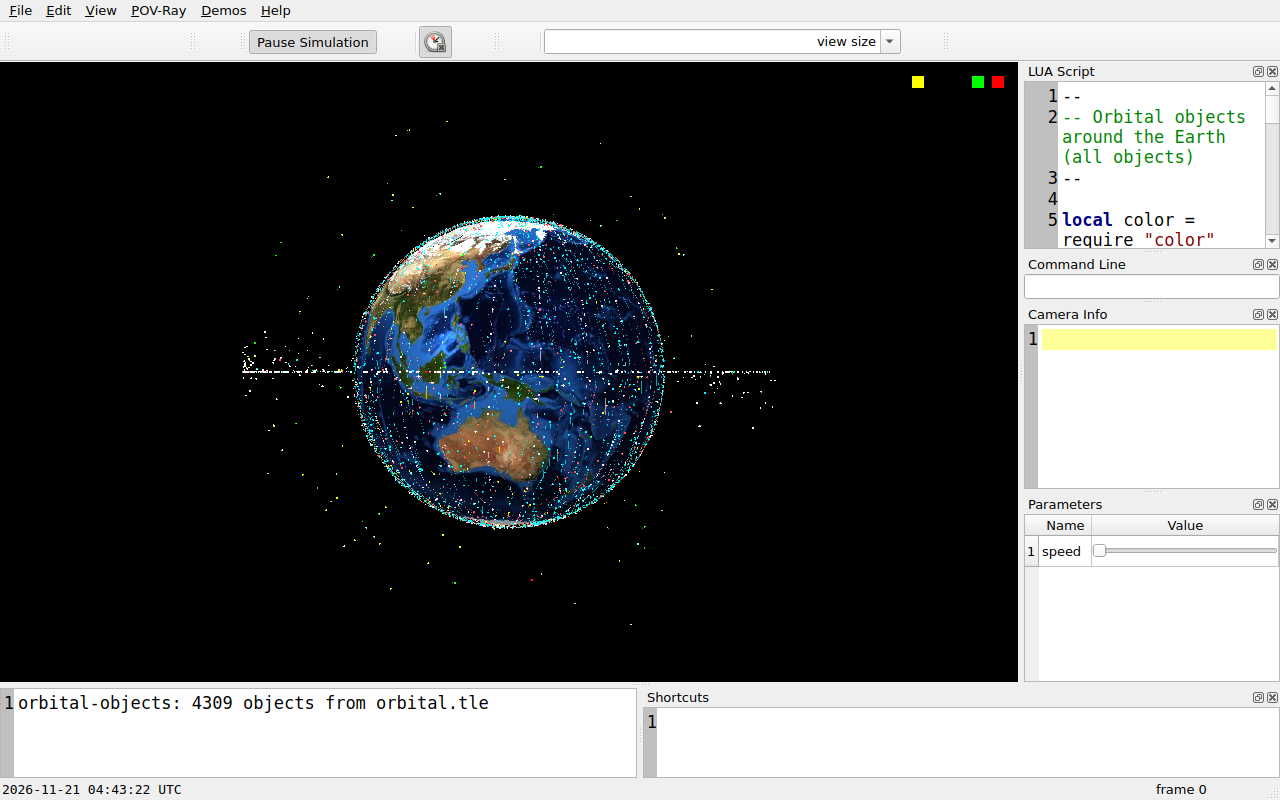 File Edit View POV-Ray Demos Help
Pause Simulation
view size
LUA Script
1 --
2 -- Orbital objects
around the Earth
(all objects)
3 --
4
5 local color =
require "color"
Command Line
Camera Info
1
Parameters
Name Value
1 speed
1 orbital-objects: 4309 objects from orbital.tle
Shortcuts
1
2026-11-21 04:43:22 UTC
frame 0